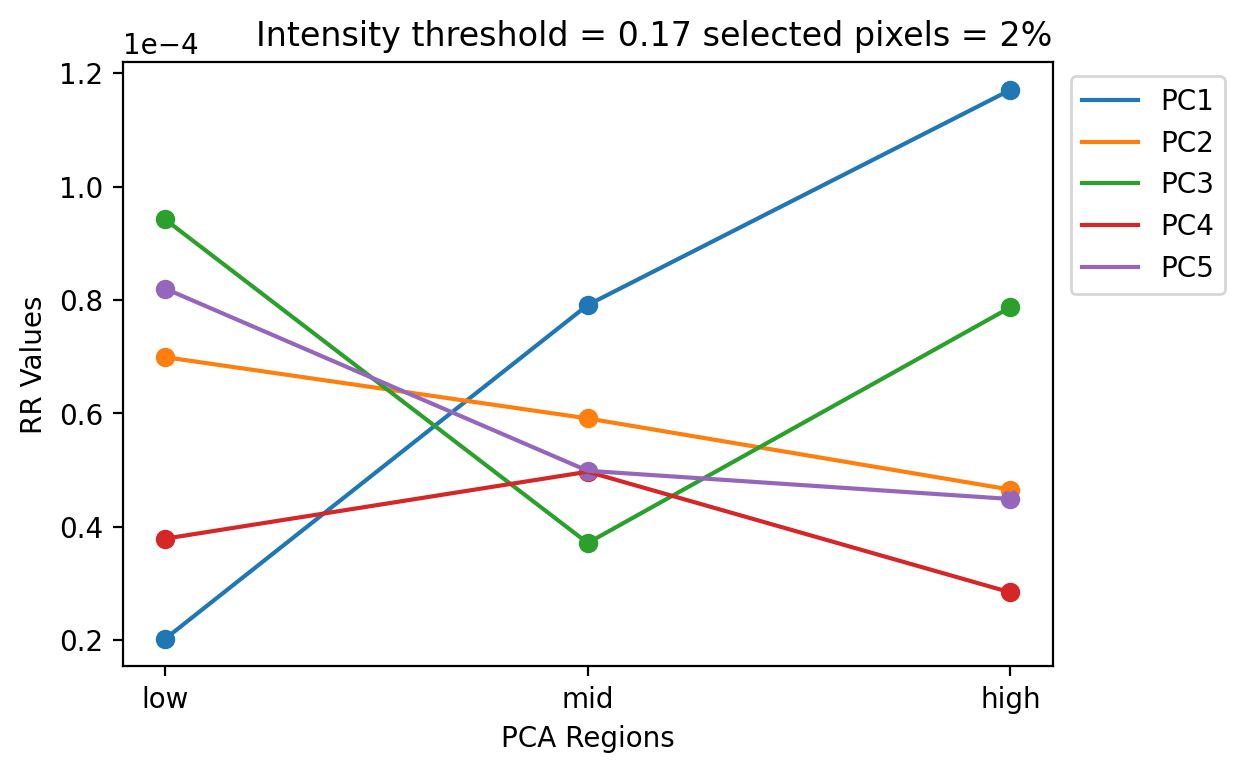 Intensity threshold = 0.17 selected pixels = 2%
1e−4
1.2
1.0
0.8
0.6
0.4
0.2
RR Values
low
mid
high
PCA Regions
PC1
PC2
PC3
PC4
PC5